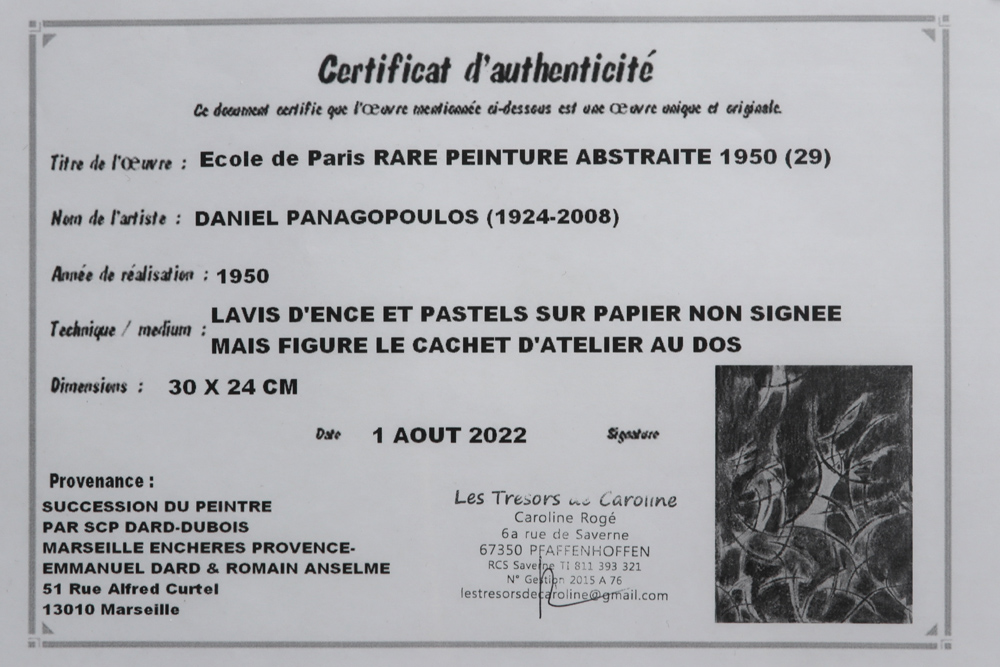 Certificat d'authenticité
Ce document certifie que l'œuvre mentionnée ci-dessous est une œuvre unique et originale.
Titre de l'œuvre : Ecole de Paris RARE PEINTURE ABSTRAITE 1950 (29)
Nom de l'artiste : DANIEL PANAGOPOULOS (1924-2008)
Année de réalisation : 1950
Technique / medium : LAVIS D'ENCE ET PASTELS SUR PAPIER NON SIGNEE
MAIS FIGURE LE CACHET D'ATELIER AU DOS
Dimensions : 30 X 24 CM
Date 1 AOUT 2022 Signature
Provenance :
SUCCESSION DU PEINTRE
PAR SCP DARD-DUBOIS
MARSEILLE ENCHERES PROVENCE-
EMMANUEL DARD & ROMAIN ANSELME
51 Rue Alfred Curtel
13010 Marseille
Les Tresors de Caroline
Caroline Rogé
6a rue de Saverne
67350 PFAFFENHOFFEN
RCS Saverne TI 811 393 321
N° Gestion 2015 A 76
lestresorsdecaroline@gmail.com